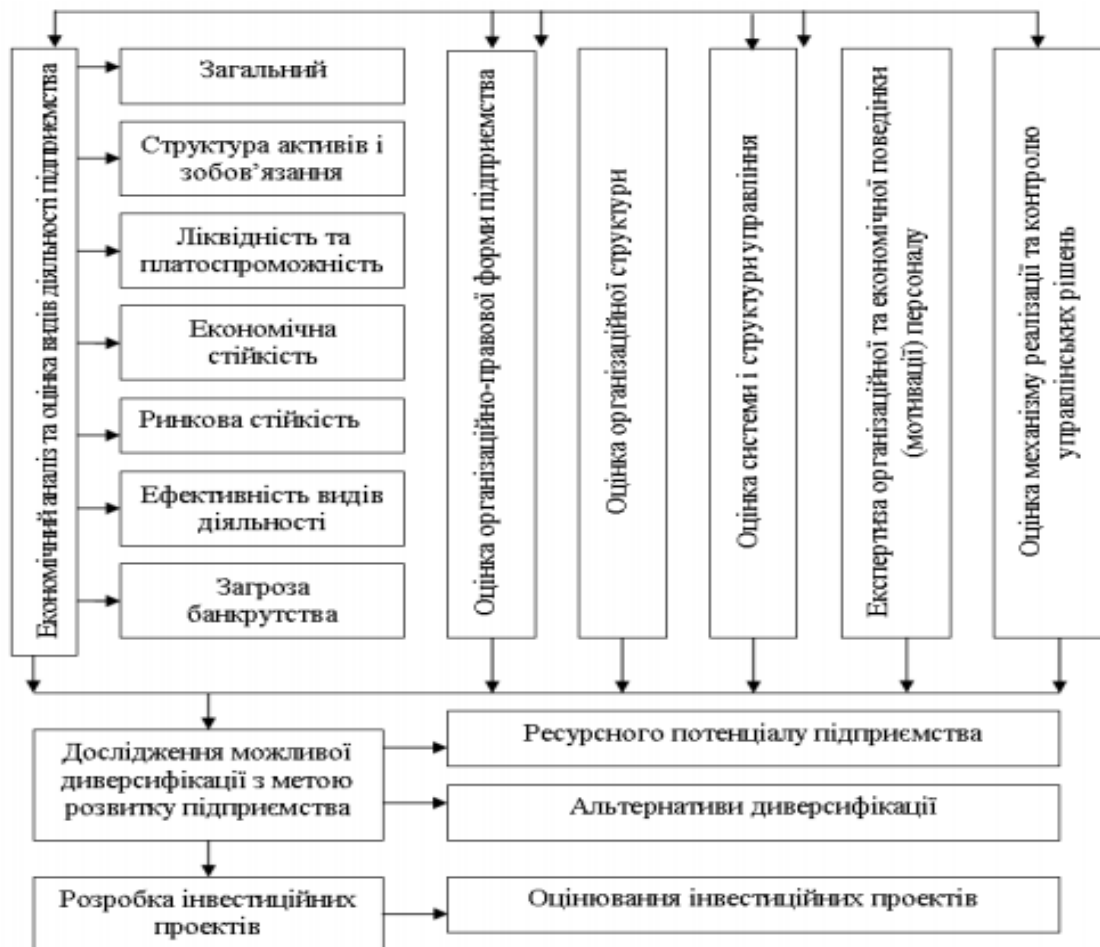 Економічний аналіз та оцінка видів діяльності підприємства
Загальний
Структура активів і
зобов’язання
Ліквідність та
платоспроможність
Економічна
стійкість
Ринкова стійкість
Ефективність видів
діяльності
Загроза
банкрутства
Оцінка організаційно-правової форми підприємства
Оцінка організаційної структури
Оцінка системи і структури управління
Експертиза організаційної та економічної поведінки
(мотивації) персоналу
Оцінка механізму реалізації та контролю
управлінських рішень
Дослідження можливої
диверсифікації з метою
розвитку підприємства
Ресурсного потенціалу підприємства
Альтернативи диверсифікації
Розробка інвестиційних
проектів
Оцінювання інвестиційних проектів